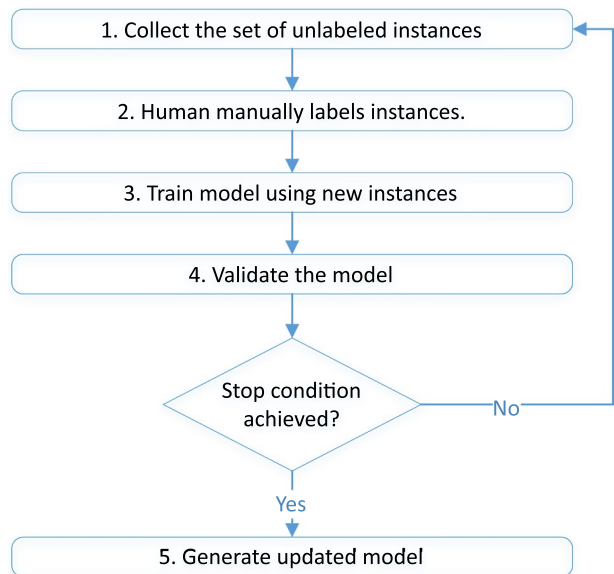 1. Collect the set of unlabeled instances
2. Human manually labels instances.
3. Train model using new instances
4. Validate the model
Stop condition
achieved?
No
Yes
5. Generate updated model